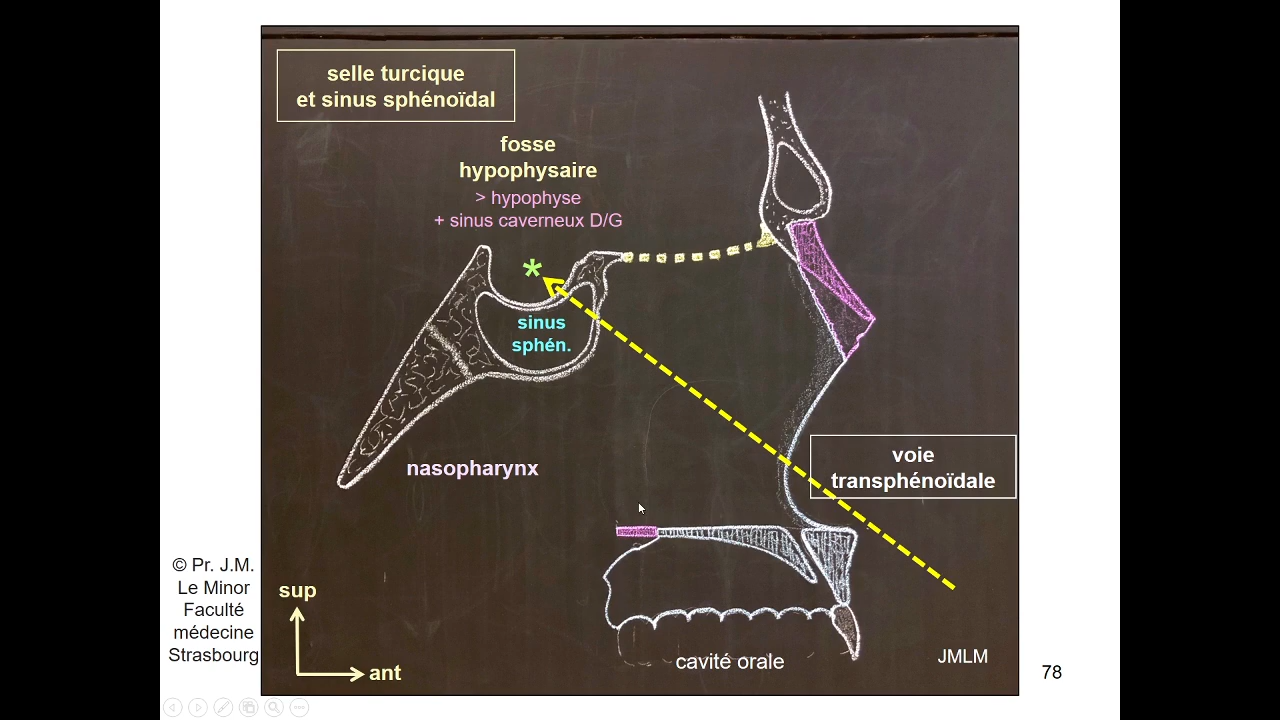 selle turcique
et sinus sphénoïdal
fosse
hypophysaire
> hypophyse
+ sinus caverneux D/G
*
sinus
sphén.
nasopharynx
voie
transphénoïdale
© Pr. J.M.
Le Minor
Faculté
médecine
Strasbourg
sup
ant
cavité orale
JMLM
78